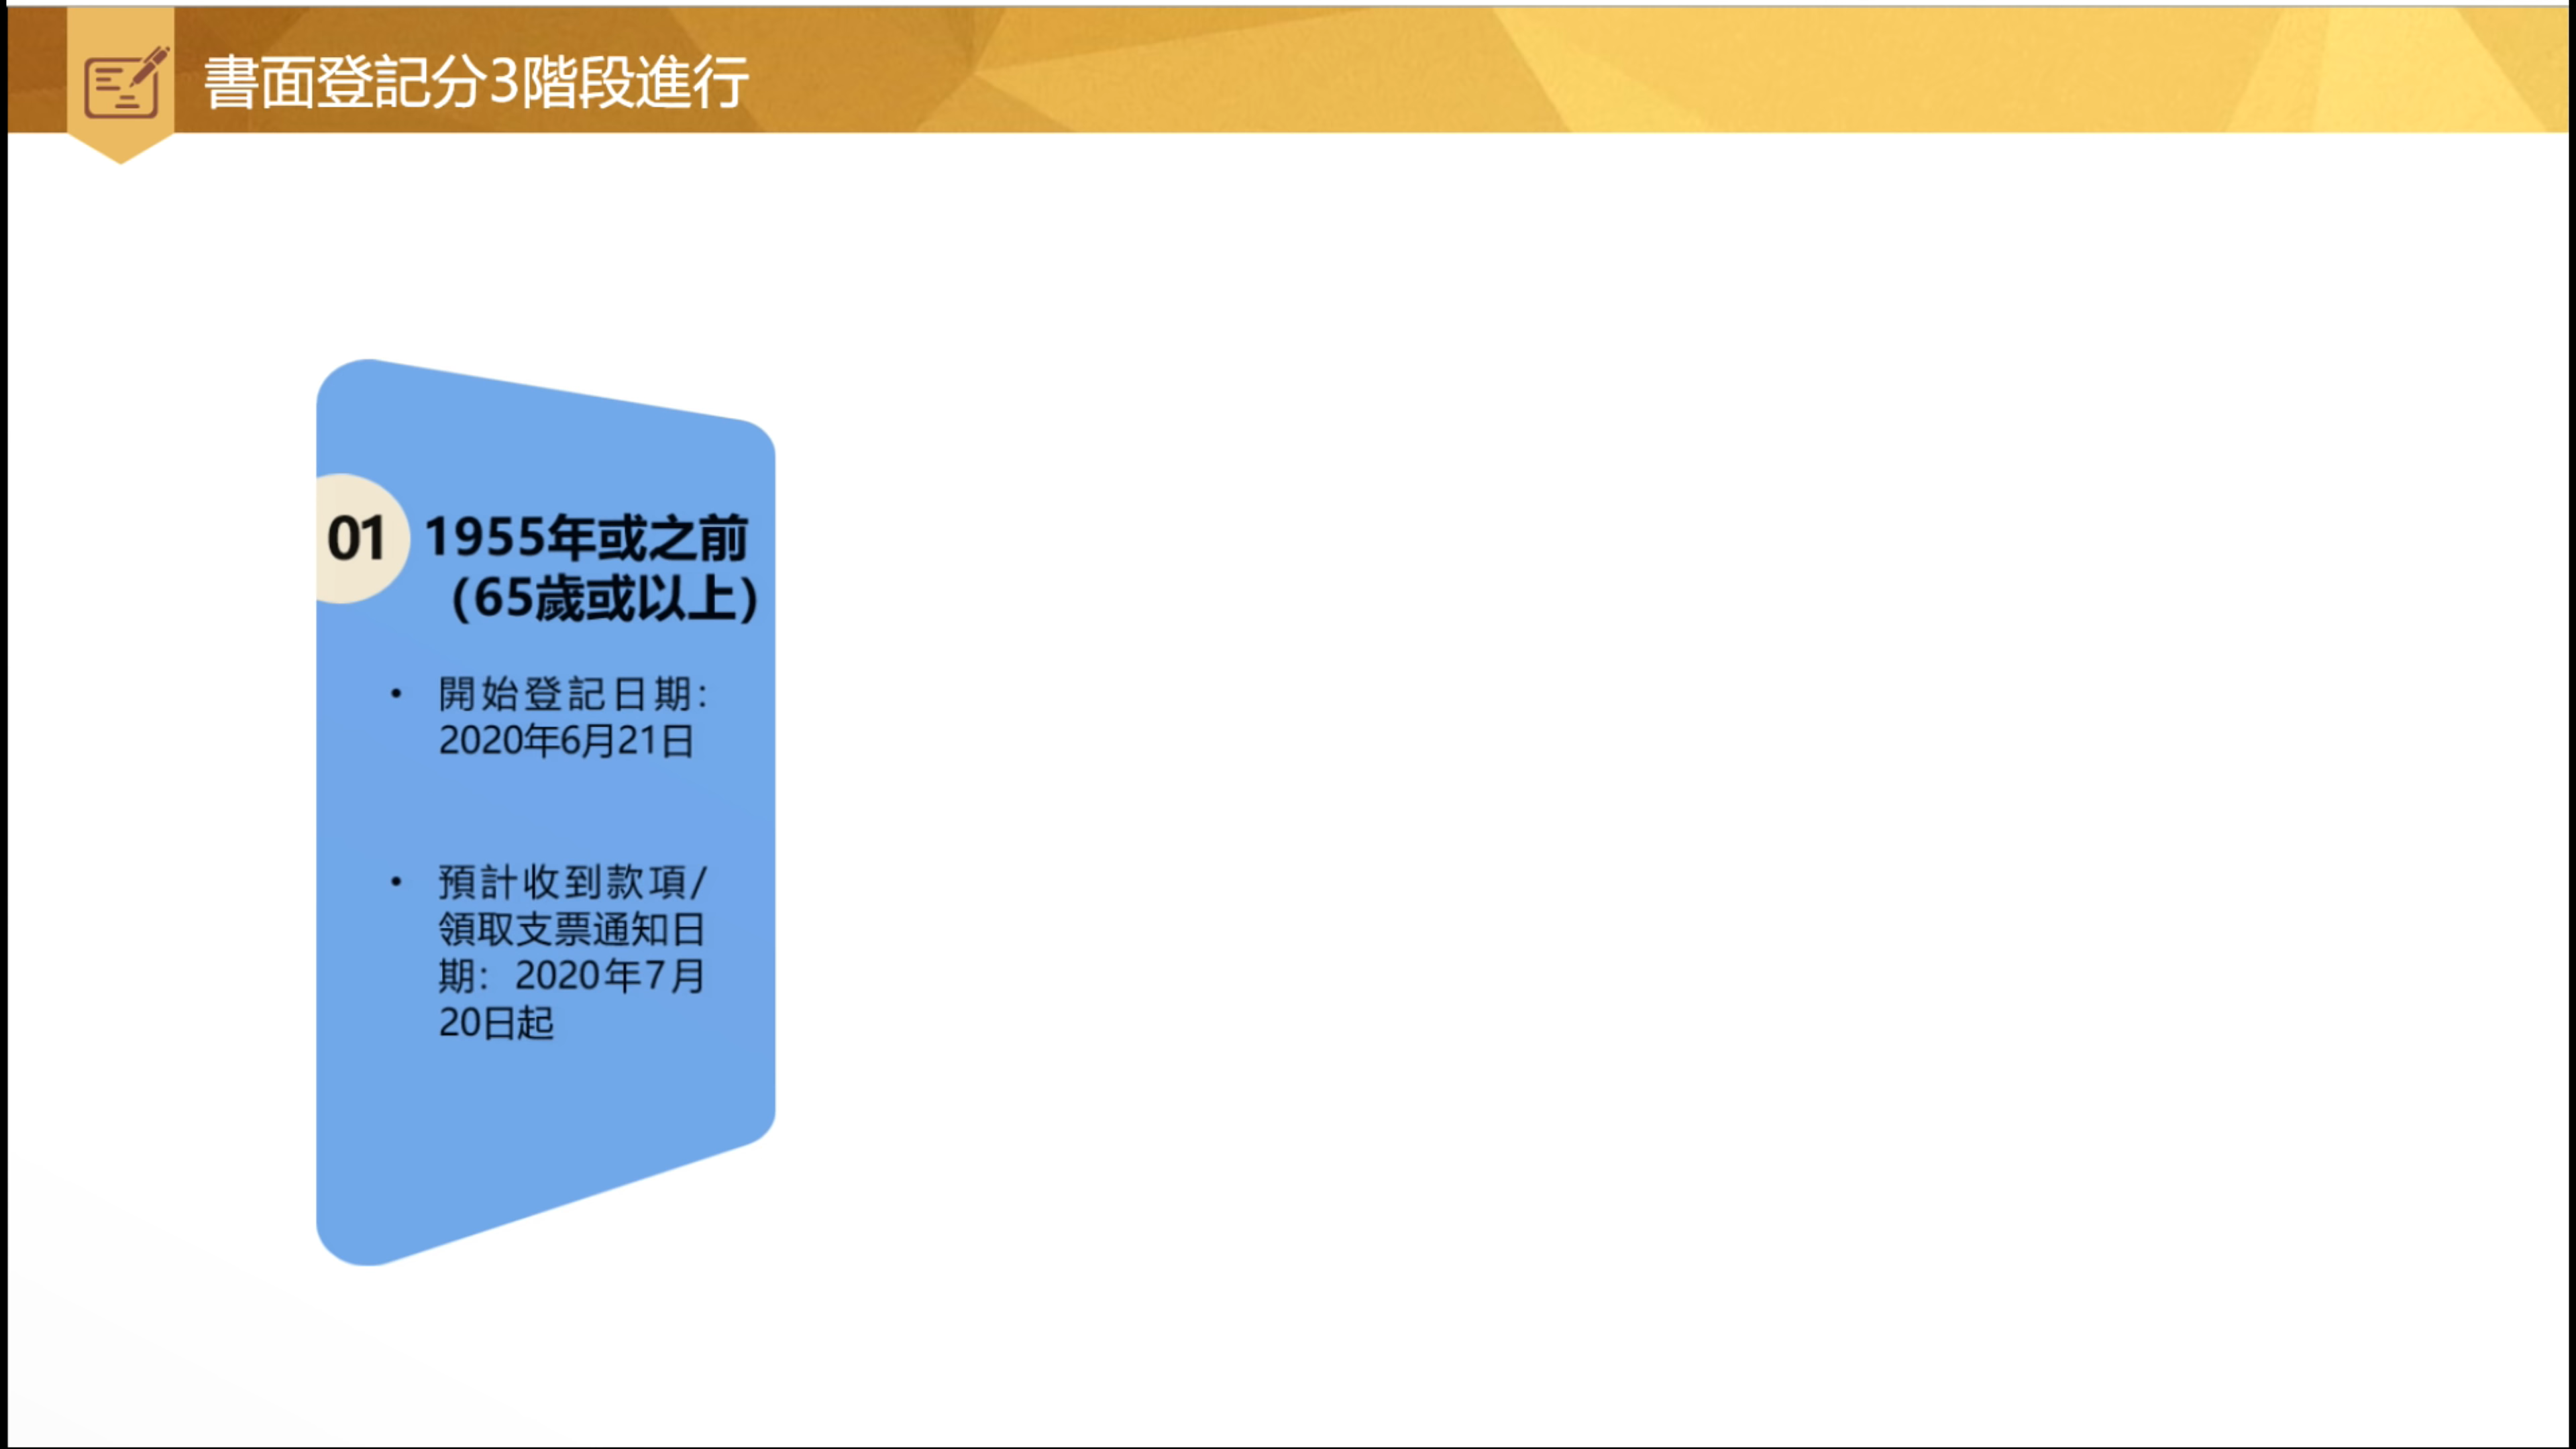 書面登記分3階段進行
01
1955年或之前
(65歲或以上)
• 開始登記日期：
2020年6月21日
• 預計收到款項/
領取支票通知日
期：2020年7月
20日起